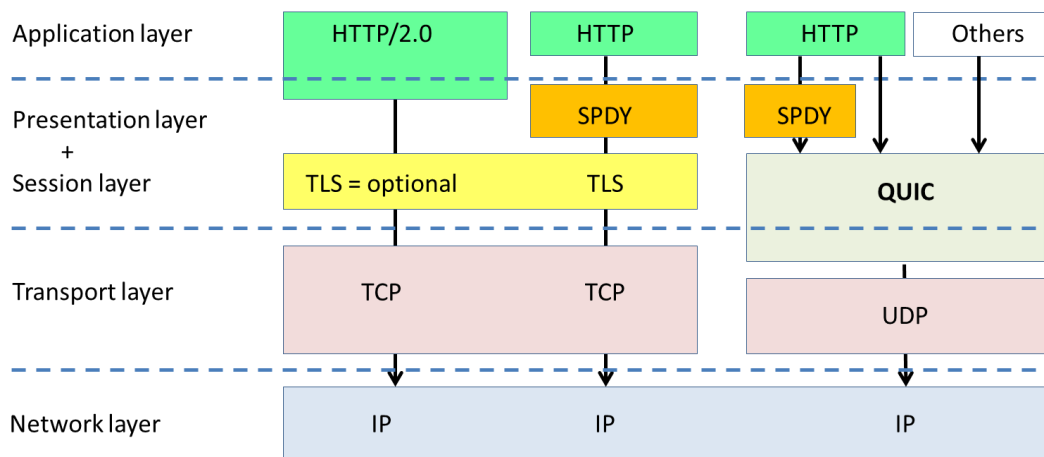 Application layer
HTTP/2.0
HTTP
HTTP
Others
Presentation layer
+
Session layer
SPDY
SPDY
TLS = optional
TLS
QUIC
Transport layer
TCP
TCP
UDP
Network layer
IP
IP
IP